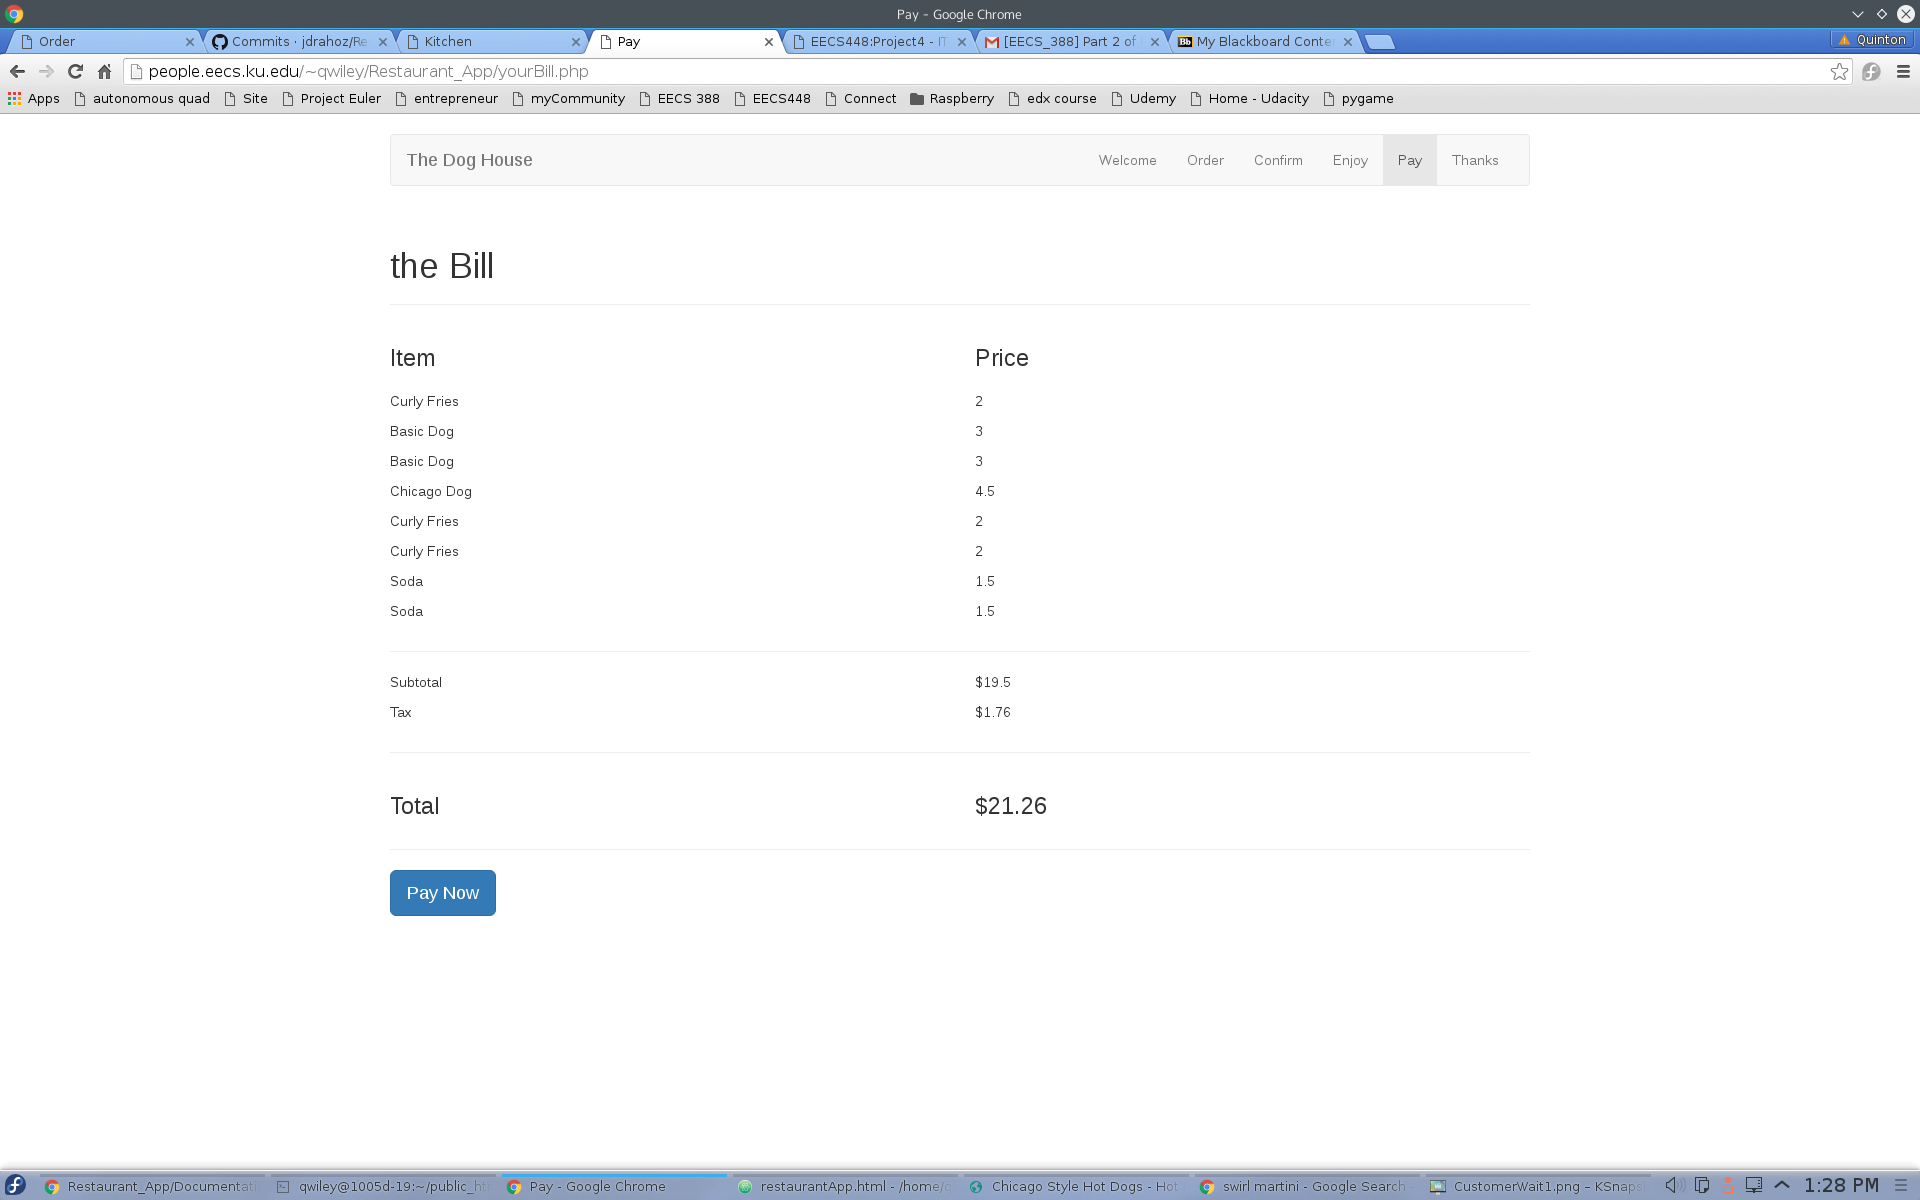 Pay - Google Chrome
Order Commits · jdrahoz/Re Kitchen Pay EECS448:Project4 - IT [EECS_388] Part 2 of My Blackboard Conte Quinton
people.eecs.ku.edu/~qwiley/Restaurant_App/yourBill.php
Apps autonomous quad Site Project Euler entrepreneur myCommunity EECS 388 EECS448 Connect Raspberry edx course Udemy Home - Udacity pygame
The Dog House Welcome Order Confirm Enjoy Pay Thanks
the Bill
Item Price
Curly Fries 2
Basic Dog 3
Basic Dog 3
Chicago Dog 4.5
Curly Fries 2
Curly Fries 2
Soda 1.5
Soda 1.5
Subtotal $19.5
Tax $1.76
Total $21.26
Pay Now
Restaurant_App/Documentati qwiley@1005d-19:~/public_ht Pay - Google Chrome restaurantApp.html - /home/q Chicago Style Hot Dogs - Hot swirl martini - Google Search - CustomerWait1.png – KSnaps 1:28 PM